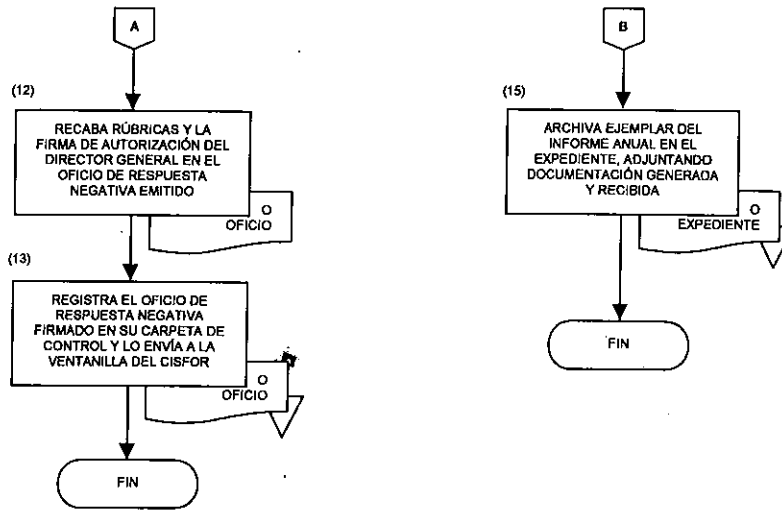 A
(12)
RECABA RÚBRICAS Y LA
FIRMA DE AUTORIZACIÓN DEL
DIRECTOR GENERAL EN EL
OFICIO DE RESPUESTA
NEGATIVA EMITIDO
O
OFICIO
(13)
REGISTRA EL OFICIO DE
RESPUESTA NEGATIVA
FIRMADO EN SU CARPETA DE
CONTROL Y LO ENVÍA A LA
VENTANILLA DEL CISFOR
O
OFICIO
FIN
B
(15)
ARCHIVA EJEMPLAR DEL
INFORME ANUAL EN EL
EXPEDIENTE, ADJUNTANDO
DOCUMENTACIÓN GENERADA
Y RECIBIDA
O
EXPEDIENTE
FIN